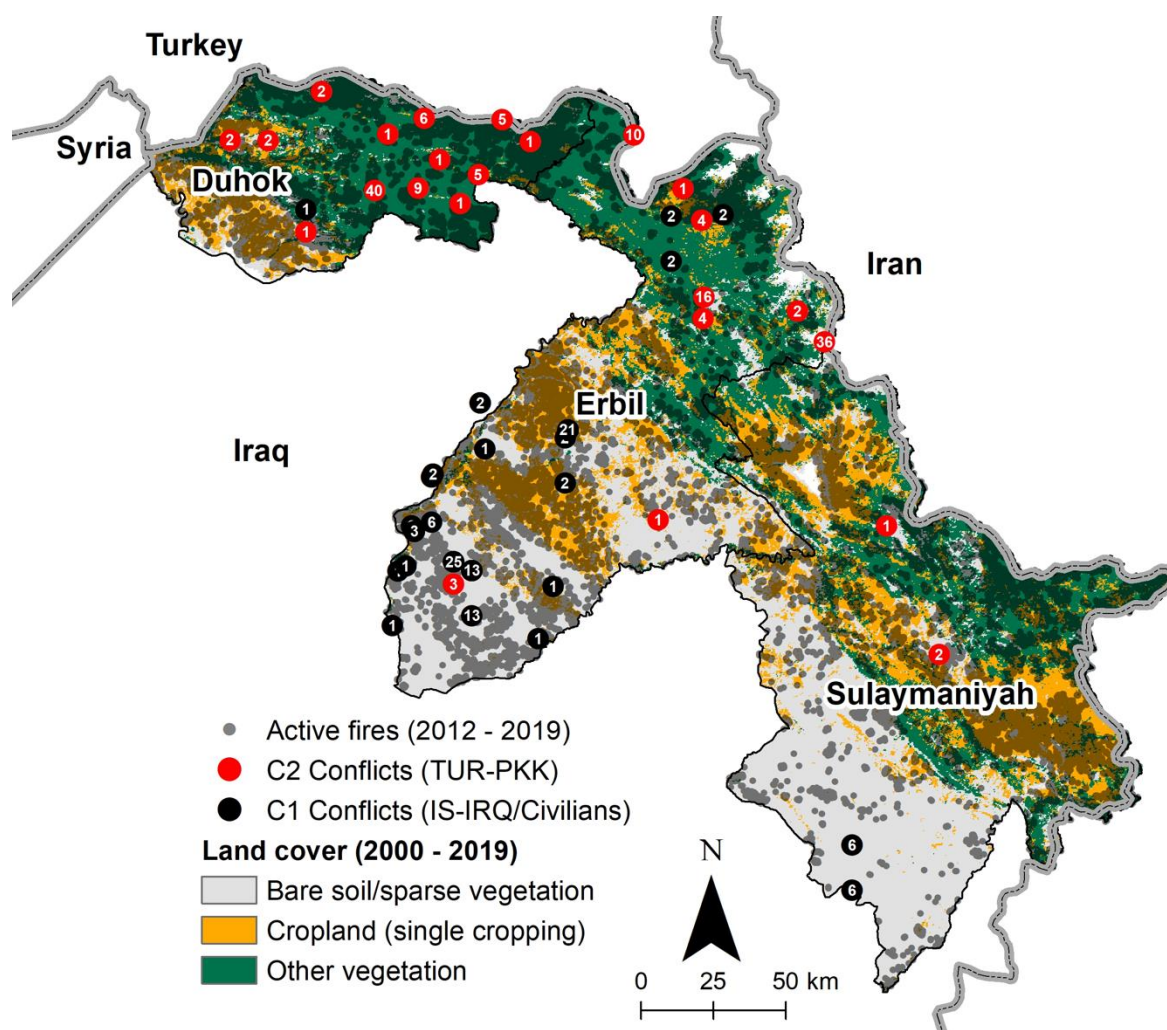 Turkey
2
6
5
1
10
2
2
1
Syria
1
5
1
Duhok
40
9
1
1
2
4
2
1
1
2
Iran
16
2
4
36
2
Erbil
21
Iraq
1
2
2
1
1
3
6
25
13
1
3
1
13
1
1
2
Sulaymaniyah
Active fires (2012 - 2019)
C2 Conflicts (TUR-PKK)
C1 Conflicts (IS-IRQ/Civilians)
Land cover (2000 - 2019)
Bare soil/sparse vegetation
Cropland (single cropping)
Other vegetation
N
0 25 50 km
6
6